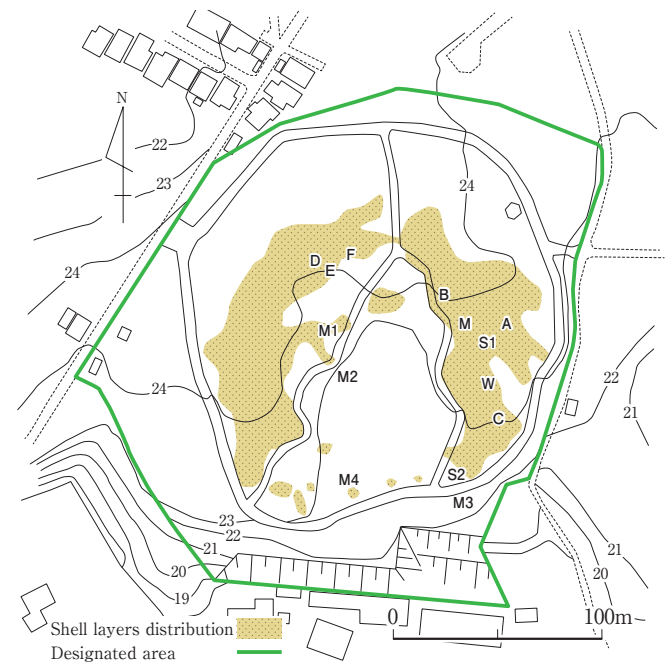 N
22
23
24
24
D
F
E
B
M
A
M1
S1
M2
W
24
C
22
21
M4
S2
M3
23
22
21
21
20
20
19
0
100m
Shell layers distribution
Designated area